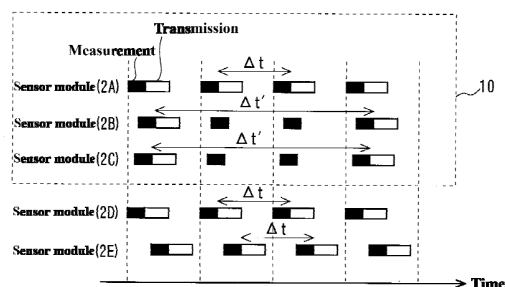 Transmission
Measurement
Δt
Sensor module(2A)
10
Δt'
Sensor module(2B)
Δt'
Sensor module(2C)
Δt
Sensor module(2D)
Δt
Sensor module(2E)
Time